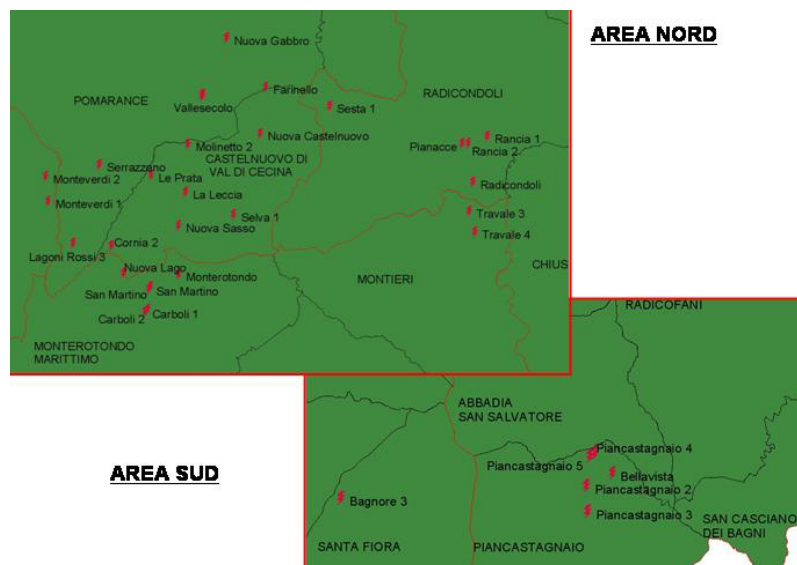 AREA NORD
Nuova Gabbro
Farinello
POMARANCE
RADICONDOLI
Vallesecolo
Sesta 1
Nuova Castelnuovo
Rancia 1
Molinetto 2
Pianacce
Rancia 2
CASTELNUOVO DI
VAL DI CECINA
Serrazzano
Monteverdi 2
Le Prata
Radicondoli
La Leccia
Monteverdi 1
Travale 3
Selva 1
Nuova Sasso
Travale 4
Cornia 2
Lagoni Rossi 3
CHIUS
Nuova Lago
Monterotondo
MONTIERI
San Martino
San Martino
Carboli 2
Carboli 1
MONTEROTONDO
MARITTIMO
RADICOFANI
ABBADIA
SAN SALVATORE
Piancastagnaio 4
Piancastagnaio 5
AREA SUD
Bellavista
Piancastagnaio 2
Bagnore 3
Piancastagnaio 3
SAN CASCIANO
DEI BAGNI
SANTA FIORA
PIANCASTAGNAIO